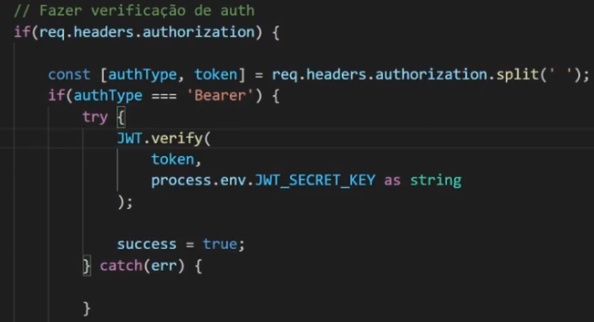 // Fazer verificação de auth
if(req.headers.authorization) {
const [authType, token] = req.headers.authorization.split(' ');
if(authType === 'Bearer') {
try {
JWT.verify(
token,
process.env.JWT_SECRET_KEY as string
);
success = true;
} catch(err) {
}